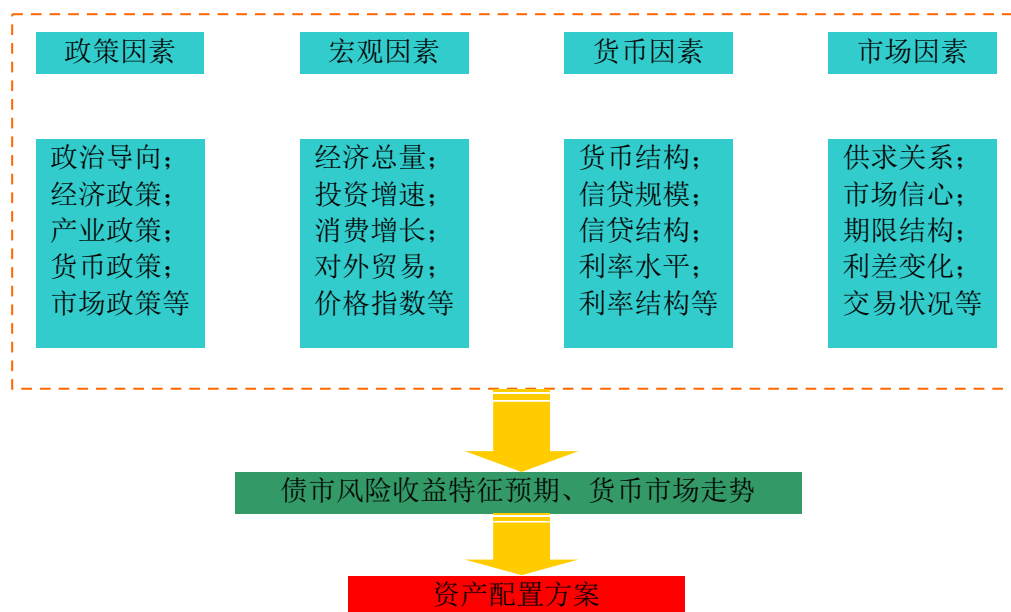 政策因素
宏观因素
货币因素
市场因素
政治导向；
经济政策；
产业政策；
货币政策；
市场政策等
经济总量；
投资增速；
消费增长；
对外贸易；
价格指数等
货币结构；
信贷规模；
信贷结构；
利率水平；
利率结构等
供求关系；
市场信心；
期限结构；
利差变化；
交易状况等
债市风险收益特征预期、货币市场走势
资产配置方案